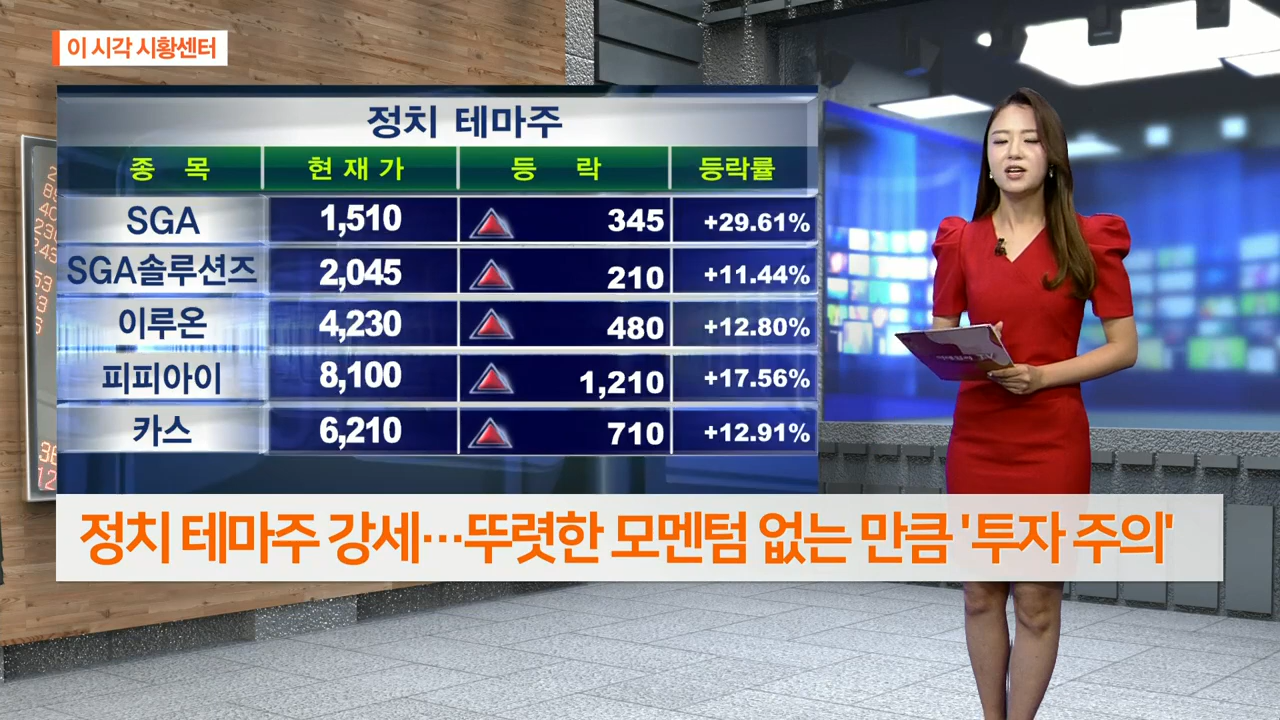 이 시각 시황센터
정치 테마주
종 목 현 재 가 등 락 등락률
SGA 1,510 ▲ 345 +29.61%
SGA솔루션즈 2,045 ▲ 210 +11.44%
이루온 4,230 ▲ 480 +12.80%
피피아이 8,100 ▲ 1,210 +17.56%
카스 6,210 ▲ 710 +12.91%
정치 테마주 강세…뚜렷한 모멘텀 없는 만큼 '투자 주의'